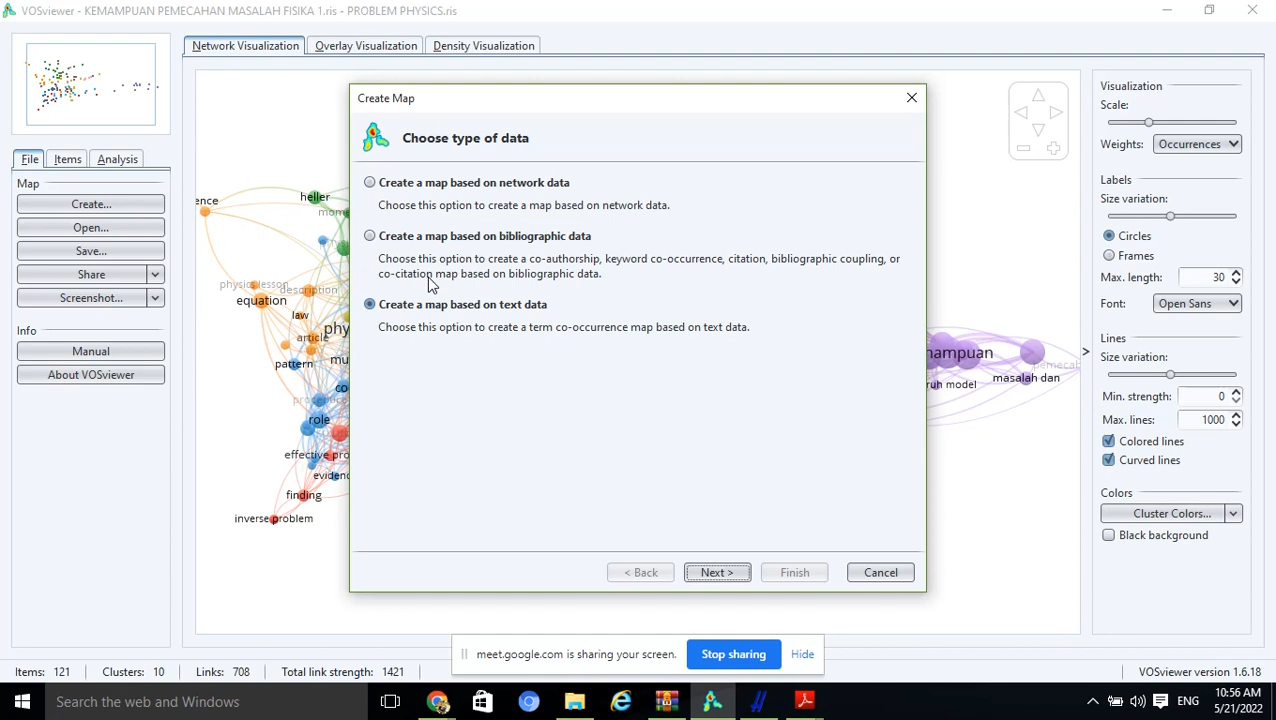 VOSviewer - KEMAMPUAN PEMECAHAN MASALAH FISIKA 1.ris - PROBLEM PHYSICS.ris
Network Visualization
Overlay Visualization
Density Visualization
File
Items
Analysis
Map
Create...
Open...
Save...
Share
Screenshot...
Info
Manual
About VOSviewer
ence
heller
physics lesson
description
equation
law
article
pattern
role
evidenc
finding
inverse problem
Create Map
Choose type of data
Create a map based on network data
Choose this option to create a map based on network data.
Create a map based on bibliographic data
Choose this option to create a co-authorship, keyword co-occurrence, citation, bibliographic coupling, or
co-citation map based on bibliographic data.
Create a map based on text data
Choose this option to create a term co-occurrence map based on text data.
< Back
Next >
Finish
Cancel
mampuan
pemecab
masalah dan
ruh model
>
Visualization
Scale:
Weights: Occurrences
Labels
Size variation:
Circles
Frames
Max. length: 30
Font: Open Sans
Lines
Size variation:
Min. strength: 0
Max. lines: 1000
Colored lines
Curved lines
Colors
Cluster Colors...
Black background
meet.google.com is sharing your screen.
Stop sharing
Hide
Items: 121
Clusters: 10
Links: 708
Total link strength: 1421
VOSviewer version 1.6.18
Search the web and Windows
ENG
10:56 AM
5/21/2022